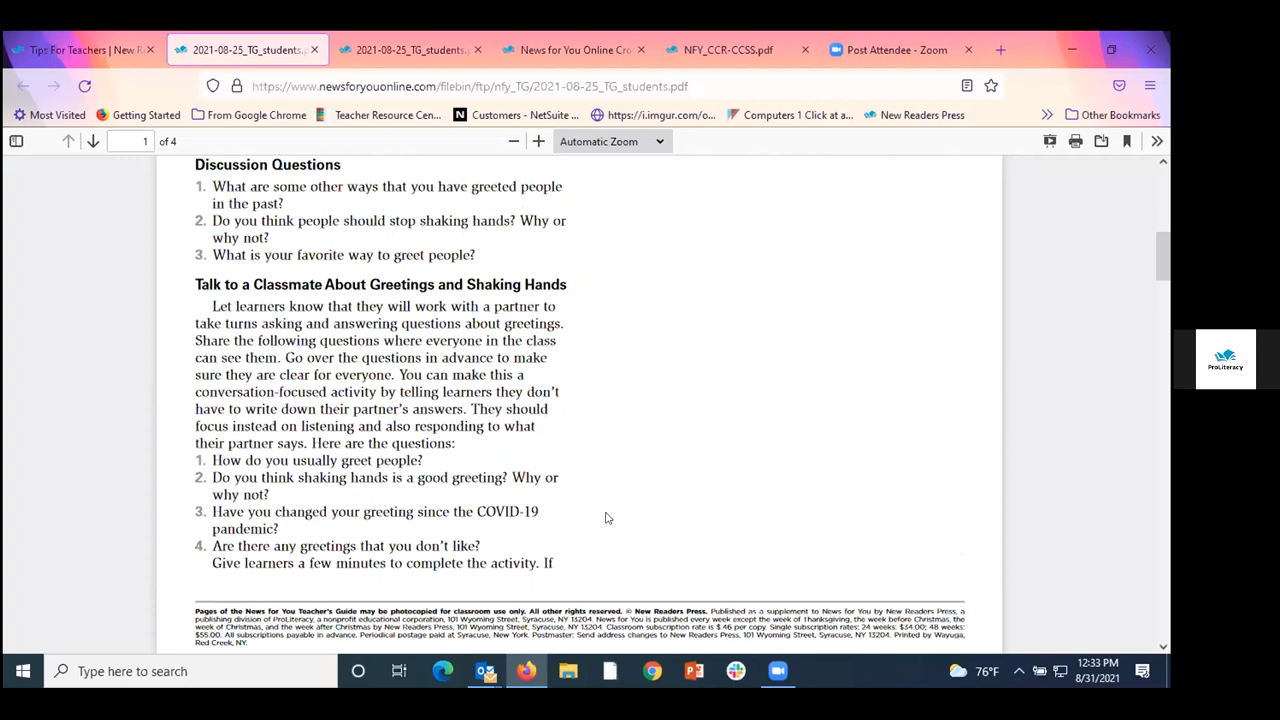 Tips For Teachers | New R
2021-08-25_TG_students.p
2021-08-25_TG_students.p
News for You Online Cro
NFY_CCR-CCSS.pdf
Post Attendee - Zoom
https://www.newsforyouonline.com/filebin/ftp/nfy_TG/2021-08-25_TG_students.pdf
Most Visited
Getting Started
From Google Chrome
Teacher Resource Cen...
Customers - NetSuite ...
https://i.imgur.com/o...
Computers 1 Click at a...
New Readers Press
Other Bookmarks
1 of 4
Automatic Zoom
Discussion Questions
1. What are some other ways that you have greeted people
in the past?
2. Do you think people should stop shaking hands? Why or
why not?
3. What is your favorite way to greet people?
Talk to a Classmate About Greetings and Shaking Hands
Let learners know that they will work with a partner to
take turns asking and answering questions about greetings.
Share the following questions where everyone in the class
can see them. Go over the questions in advance to make
sure they are clear for everyone. You can make this a
conversation-focused activity by telling learners they don't
have to write down their partner's answers. They should
focus instead on listening and also responding to what
their partner says. Here are the questions:
1. How do you usually greet people?
2. Do you think shaking hands is a good greeting? Why or
why not?
3. Have you changed your greeting since the COVID-19
pandemic?
4. Are there any greetings that you don't like?
Give learners a few minutes to complete the activity. If
Pages of the News for You Teacher's Guide may be photocopied for classroom use only. All other rights reserved. © New Readers Press. Published as a supplement to News for You by New Readers Press, a
publishing division of ProLiteracy, a nonprofit educational corporation, 101 Wyoming Street, Syracuse, NY 13204. News for You is published every week except the week of Thanksgiving, the week before Christmas, the
week of Christmas, and the week after Christmas by New Readers Press, 101 Wyoming Street, Syracuse, NY 13204. Classroom subscription rate is $.46 per copy. Single subscription rates: 24 weeks: $34.00; 48 weeks:
$55.00. All subscriptions payable in advance. Periodical postage paid at Syracuse, New York. Postmaster: Send address changes to New Readers Press, 101 Wyoming Street, Syracuse, NY 13204. Printed by Wayuga,
Red Creek, NY.
ProLiteracy
Type here to search
76°F
12:33 PM
8/31/2021